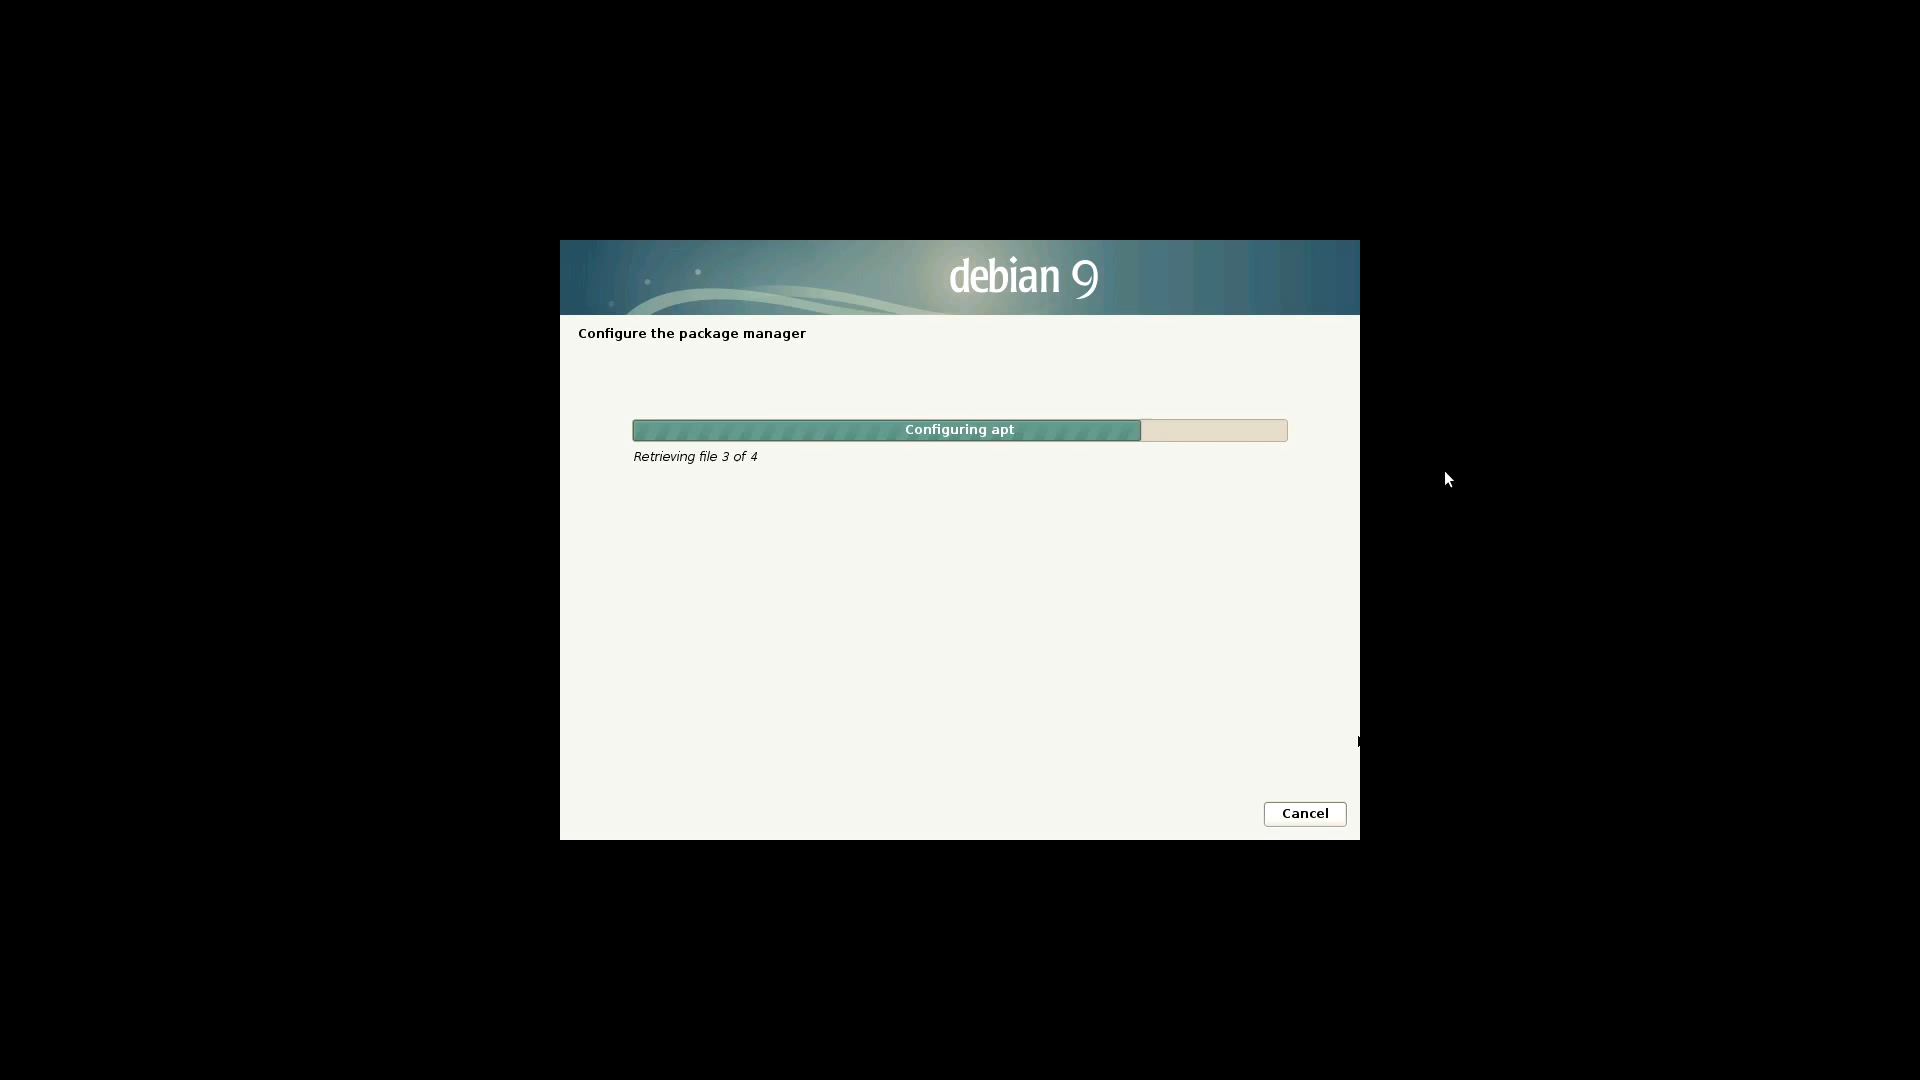 debian 9
Configure the package manager
Configuring apt
Retrieving file 3 of 4
Cancel